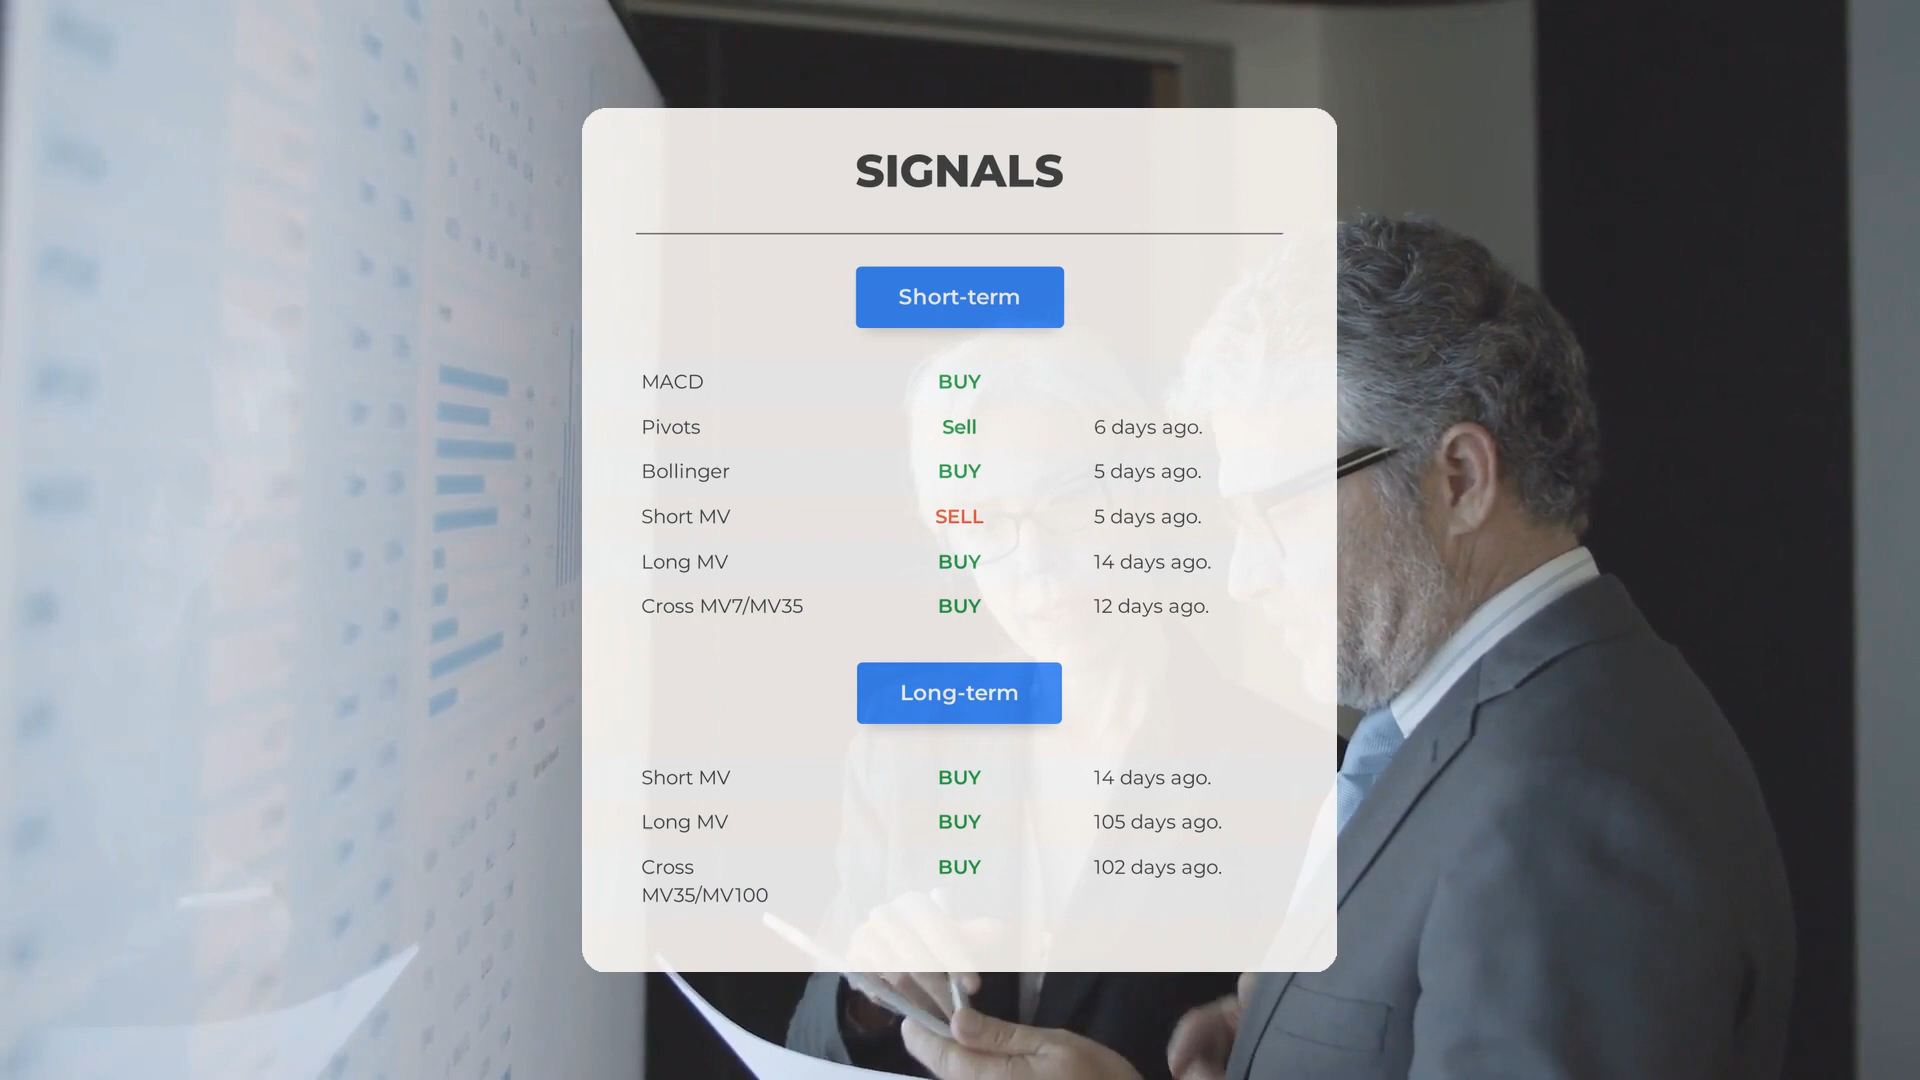 SIGNALS
Short-term
MACD BUY
Pivots Sell 6 days ago.
Bollinger BUY 5 days ago.
Short MV SELL 5 days ago.
Long MV BUY 14 days ago.
Cross MV7/MV35 BUY 12 days ago.
Long-term
Short MV BUY 14 days ago.
Long MV BUY 105 days ago.
Cross BUY 102 days ago.
MV35/MV100